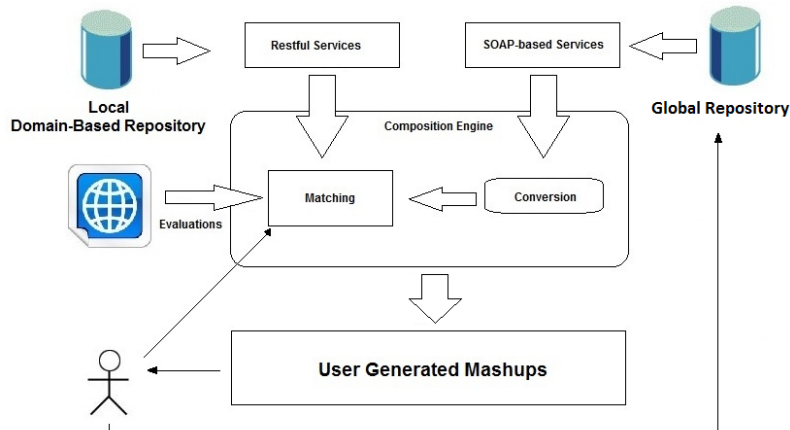 Restful Services
SOAP-based Services
Local
Domain-Based Repository
Global Repository
Composition Engine
Matching
Conversion
Evaluations
User Generated Mashups